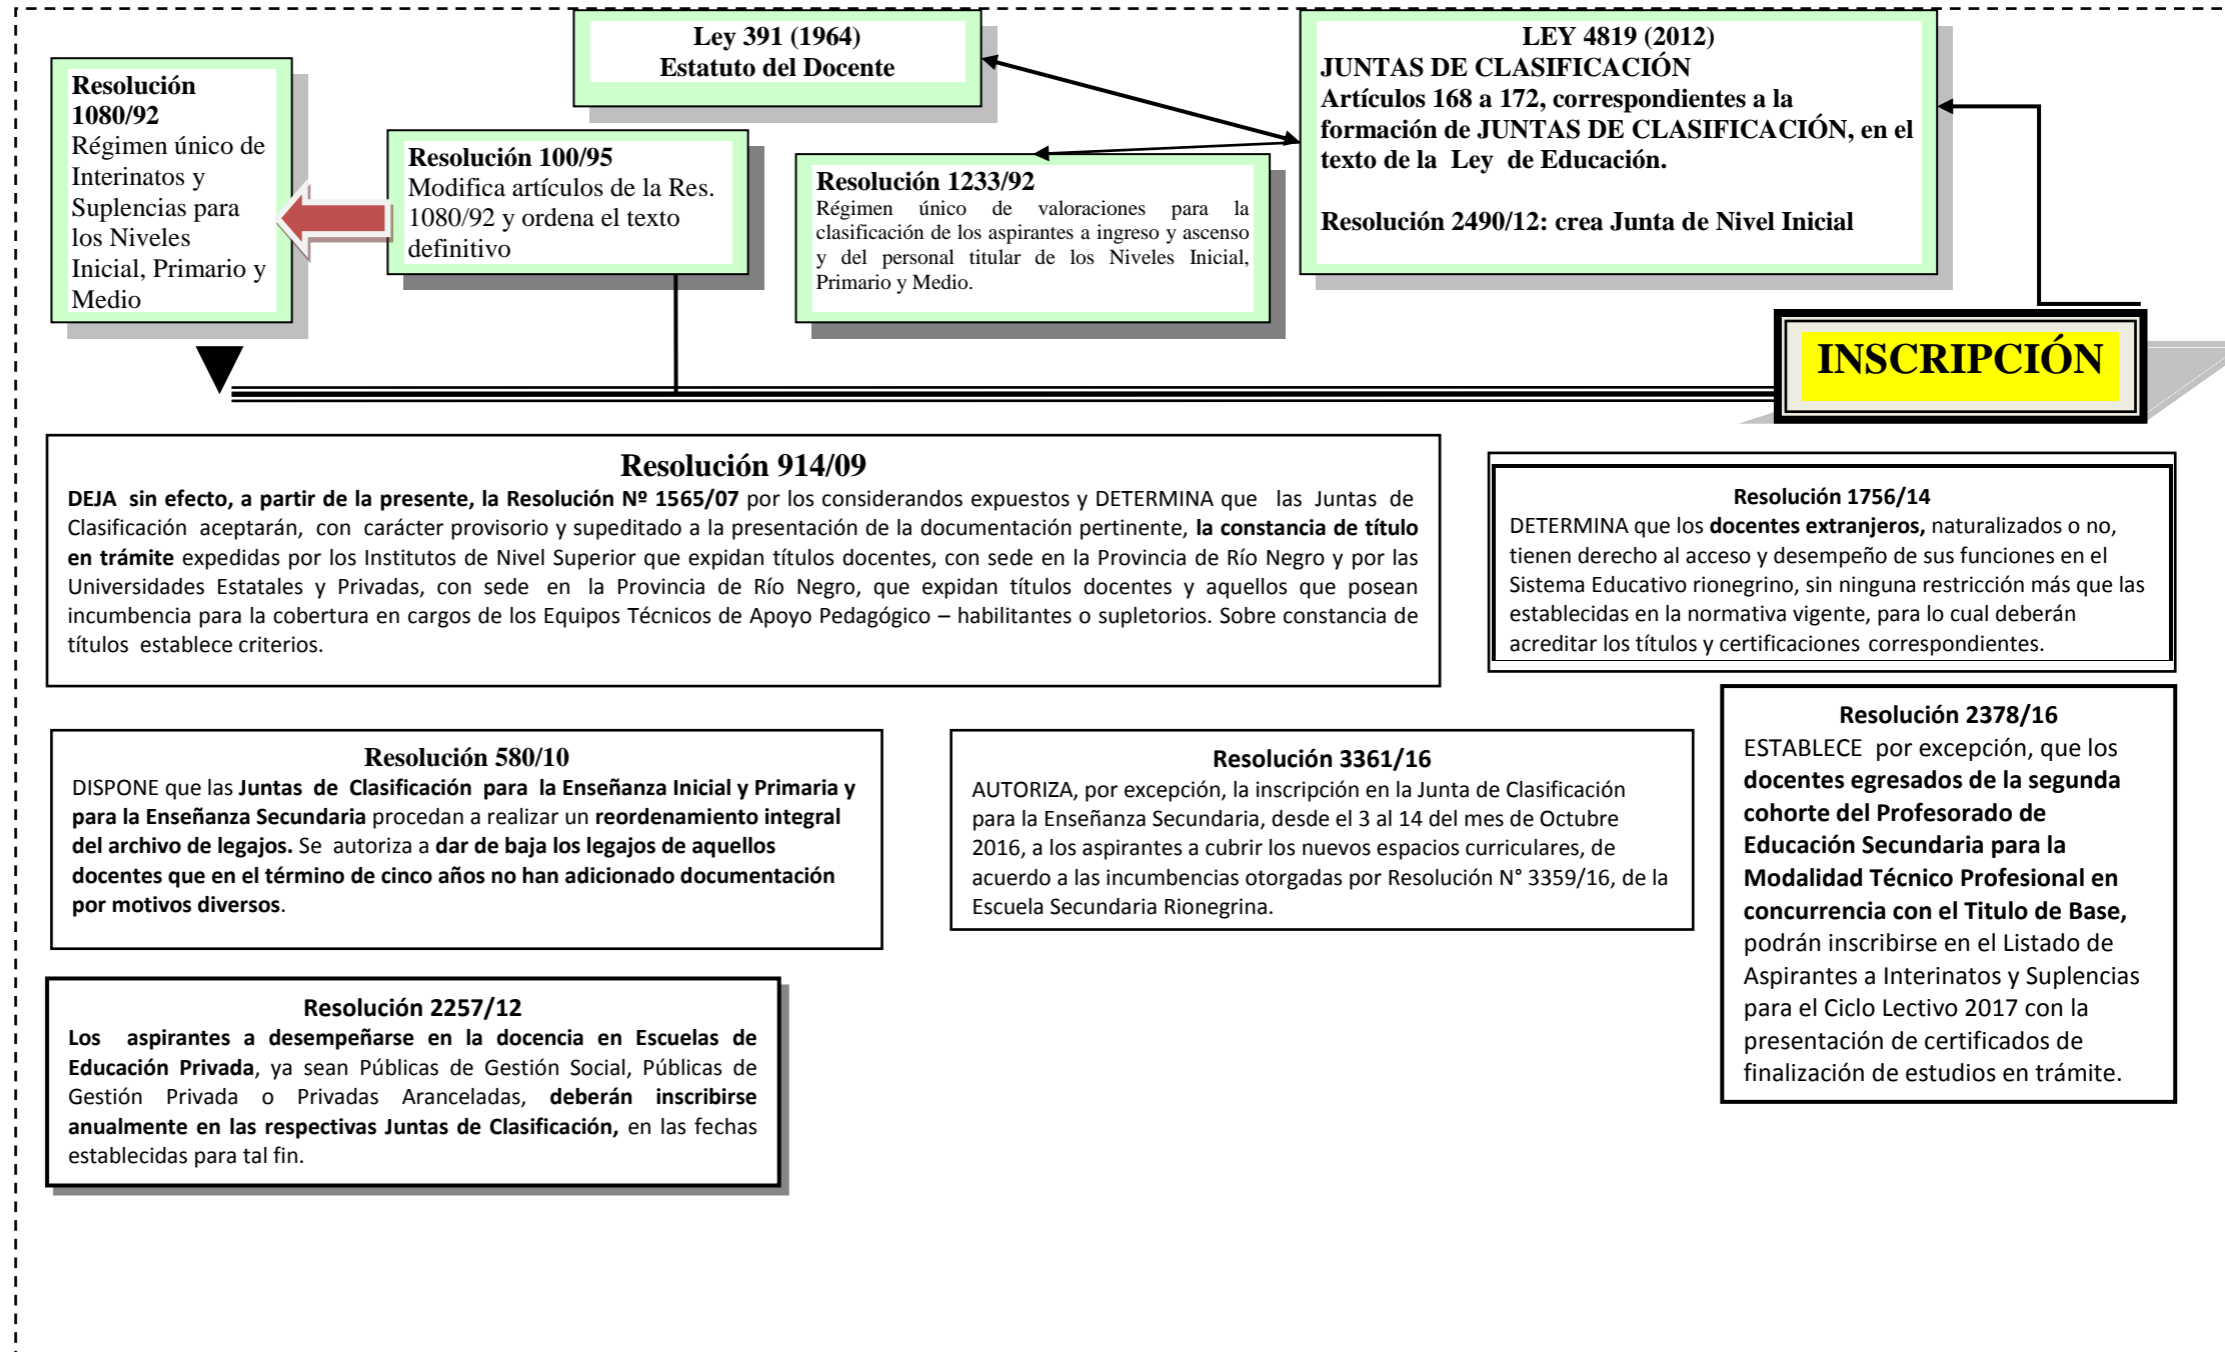 Ley 391 (1964)
Estatuto del Docente
LEY 4819 (2012)
JUNTAS DE CLASIFICACIÓN
Artículos 168 a 172, correspondientes a la
formación de JUNTAS DE CLASIFICACIÓN, en el
texto de la Ley de Educación.
Resolución 2490/12: crea Junta de Nivel Inicial
Resolución
1080/92
Régimen único de
Interinatos y
Suplencias para
los Niveles
Inicial, Primario y
Medio
Resolución 100/95
Modifica artículos de la Res.
1080/92 y ordena el texto
definitivo
Resolución 1233/92
Régimen único de valoraciones para la
clasificación de los aspirantes a ingreso y ascenso
y del personal titular de los Niveles Inicial,
Primario y Medio.
INSCRIPCIÓN
Resolución 914/09
DEJA sin efecto, a partir de la presente, la Resolución Nº 1565/07 por los considerandos expuestos y DETERMINA que las Juntas de
Clasificación aceptarán, con carácter provisorio y supeditado a la presentación de la documentación pertinente, la constancia de título
en trámite expedidas por los Institutos de Nivel Superior que expidan títulos docentes, con sede en la Provincia de Río Negro y por las
Universidades Estatales y Privadas, con sede en la Provincia de Río Negro, que expidan títulos docentes y aquellos que posean
incumbencia para la cobertura en cargos de los Equipos Técnicos de Apoyo Pedagógico – habilitantes o supletorios. Sobre constancia de
títulos establece criterios.
Resolución 1756/14
DETERMINA que los docentes extranjeros, naturalizados o no,
tienen derecho al acceso y desempeño de sus funciones en el
Sistema Educativo rionegrino, sin ninguna restricción más que las
establecidas en la normativa vigente, para lo cual deberán
acreditar los títulos y certificaciones correspondientes.
Resolución 580/10
DISPONE que las Juntas de Clasificación para la Enseñanza Inicial y Primaria y
para la Enseñanza Secundaria procedan a realizar un reordenamiento integral
del archivo de legajos. Se autoriza a dar de baja los legajos de aquellos
docentes que en el término de cinco años no han adicionado documentación
por motivos diversos.
Resolución 3361/16
AUTORIZA, por excepción, la inscripción en la Junta de Clasificación
para la Enseñanza Secundaria, desde el 3 al 14 del mes de Octubre
2016, a los aspirantes a cubrir los nuevos espacios curriculares, de
acuerdo a las incumbencias otorgadas por Resolución N° 3359/16, de la
Escuela Secundaria Rionegrina.
Resolución 2378/16
ESTABLECE por excepción, que los
docentes egresados de la segunda
cohorte del Profesorado de
Educación Secundaria para la
Modalidad Técnico Profesional en
concurrencia con el Titulo de Base,
podrán inscribirse en el Listado de
Aspirantes a Interinatos y Suplencias
para el Ciclo Lectivo 2017 con la
presentación de certificados de
finalización de estudios en trámite.
Resolución 2257/12
Los aspirantes a desempeñarse en la docencia en Escuelas de
Educación Privada, ya sean Públicas de Gestión Social, Públicas de
Gestión Privada o Privadas Aranceladas, deberán inscribirse
anualmente en las respectivas Juntas de Clasificación, en las fechas
establecidas para tal fin.